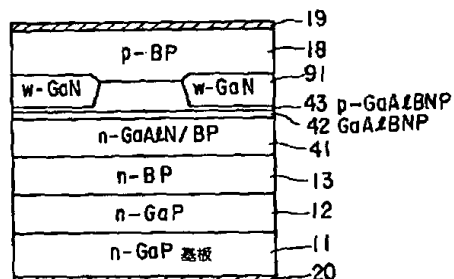 19
p-BP 18
w-GaN w-GaN 91
43 p-GaAlBNP
42 GaAlBNP
n-GaAlN/BP 41
n-BP 13
n-GaP 12
n-GaP 基板 11
20